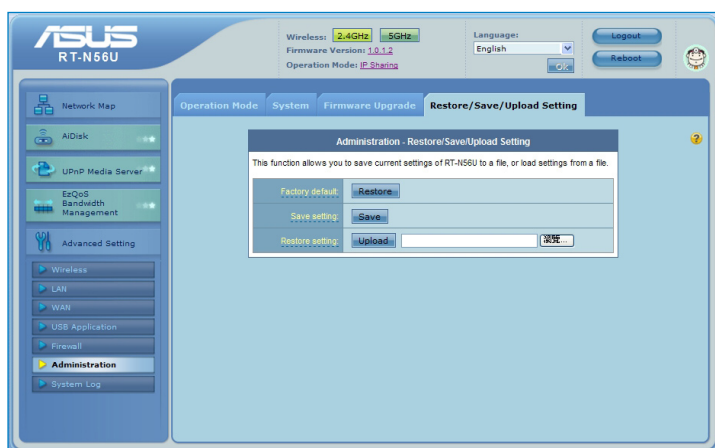 ASUS
RT-N56U
Wireless: 2.4GHz 5GHz
Firmware Version: 1.0.1.2
Operation Mode: IP Sharing
Language:
English
OK
Logout
Reboot
Network Map
AiDisk
UPnP Media Server
EzQoS
Bandwidth
Management
Advanced Setting
Wireless
LAN
WAN
USB Application
Firewall
Administration
System Log
Operation Mode System Firmware Upgrade Restore/Save/Upload Setting
Administration - Restore/Save/Upload Setting
This function allows you to save current settings of RT-N56U to a file, or load settings from a file.
Factory default: Restore
Save setting: Save
Restore setting: Upload 瀏覽...
?